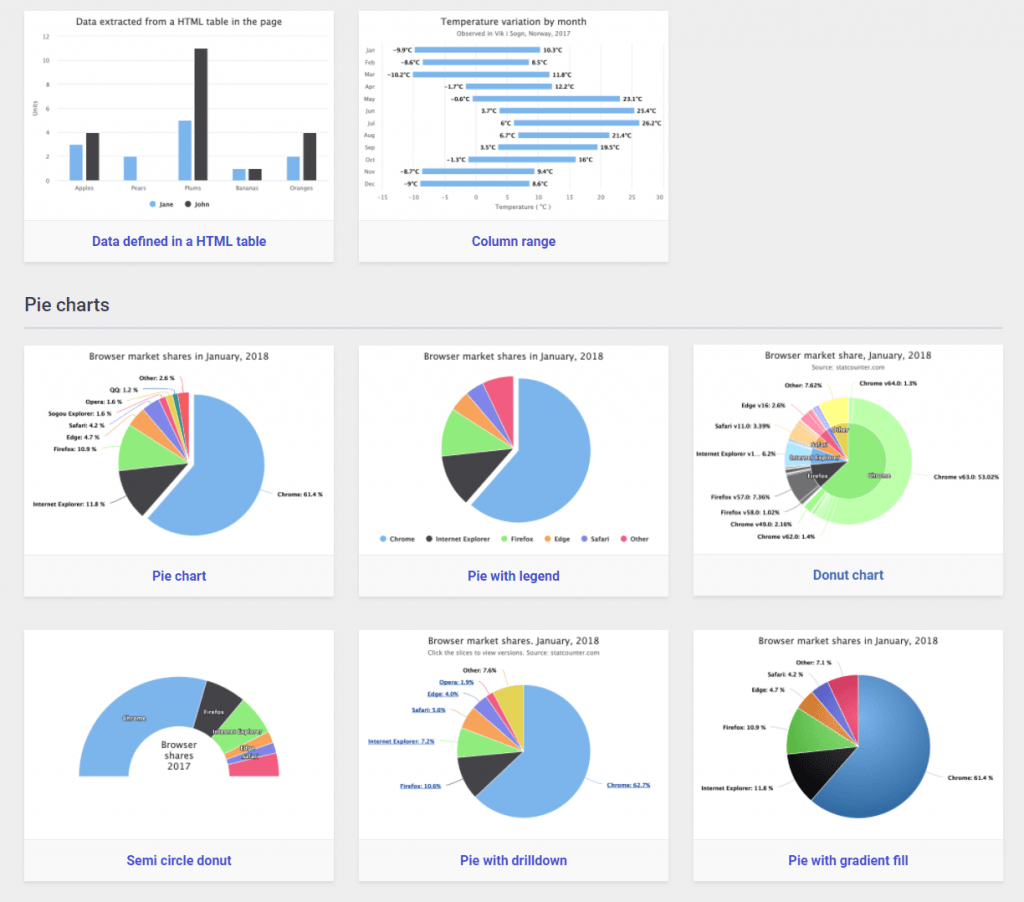 Data extracted from a HTML table in the page
12
10
8
6
4
2
0
Units
Apples Pears Plums Bananas Oranges
Jane John
Data defined in a HTML table
Temperature variation by month
Observed in Vik i Sogn, Norway, 2017
Jan -9.9°C 10.3°C
Feb -8.6°C 8.5°C
Mar -10.2°C 11.8°C
Apr -1.7°C 12.2°C
May -0.6°C 23.1°C
Jun 3.7°C 25.4°C
Jul 6°C 26.2°C
Aug 6.7°C 21.4°C
Sep 3.5°C 19.5°C
Oct -1.3°C 16°C
Nov -8.7°C 9.4°C
Dec -9°C 8.6°C
-15 -10 -5 0 5 10 15 20 25 30
Temperature ( °C )
Column range
Pie charts
Browser market shares in January, 2018
Other: 2.6 %
QQ: 1.2 %
Opera: 1.6 %
Sogou Explorer: 1.6 %
Safari: 4.2 %
Edge: 4.7 %
Firefox: 10.9 %
Chrome: 61.4 %
Internet Explorer: 11.8 %
Pie chart
Browser market shares in January, 2018
Chrome Internet Explorer Firefox Edge Safari Other
Pie with legend
Browser market share, January, 2018
Source: statcounter.com
Chrome v64.0: 1.3%
Other: 7.62%
Edge v16: 2.6%
Safari v11.0: 3.39%
Other
Safari
Internet Explorer v1... 6.2%
Internet Explorer
Firefox
Chrome
Chrome v63.0: 53.02%
Firefox v57.0: 7.36%
Firefox v58.0: 1.02%
Chrome v49.0: 2.16%
Chrome v62.0: 1.4%
Donut chart
Chrome
Firefox
Internet Explorer
Edge
Safari
Browser
shares
2017
Semi circle donut
Browser market shares. January, 2018
Click the slices to view versions. Source: statcounter.com
Other: 7.6%
Opera: 1.9%
Edge: 4.0%
Safari: 5.6%
Internet Explorer: 7.2%
Firefox: 10.6%
Chrome: 62.7%
Pie with drilldown
Browser market shares in January, 2018
Other: 7.1 %
Safari: 4.2 %
Edge: 4.7 %
Firefox: 10.9 %
Chrome: 61.4 %
Internet Explorer: 11.8 %
Pie with gradient fill